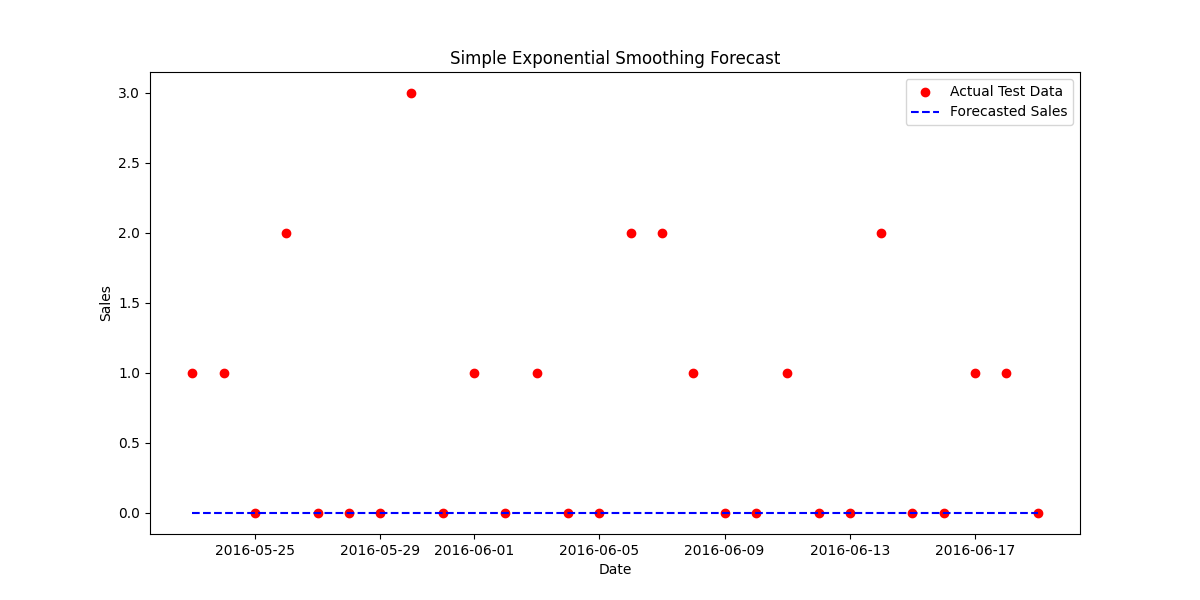 Simple Exponential Smoothing Forecast
Actual Test Data
Forecasted Sales
3.0
2.5
2.0
1.5
1.0
0.5
0.0
Sales
2016-05-25 2016-05-29 2016-06-01 2016-06-05 2016-06-09 2016-06-13 2016-06-17
Date